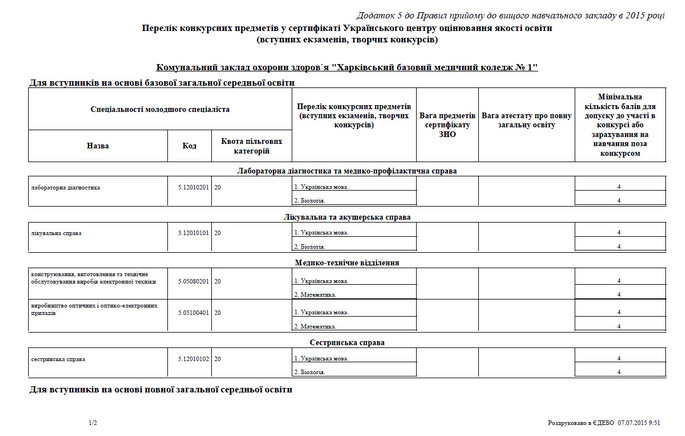 Додаток 5 до Правил прийому до вищого навчального закладу в 2015 році
Перелік конкурсних предметів у сертифікаті Українського центру оцінювання якості освіти
(вступних екзаменів, творчих конкурсів)
Комунальний заклад охорони здоров`я "Харківський базовий медичний коледж № 1"
Для вступників на основі базової загальної середньої освіти
Спеціальності молодшого спеціаліста
Назва
Код
Квота пільгових
категорій
Перелік конкурсних предметів
(вступних екзаменів, творчих
конкурсів)
Вага предметів
сертифікату
ЗНО
Вага атестату про повну
загальну освіту
Мінімальна
кількість балів для
допуску до участі в
конкурсі або
зарахування на
навчання поза
конкурсом
Лабораторна діагностика та медико-профілактична справа
лабораторна діагностика 5.12010201 20 1. Українська мова. 4
2. Біологія. 4
Лікувальна та акушерська справа
лікувальна справа 5.12010101 20 1. Українська мова. 4
2. Біологія. 4
Медико-технічне відділення
конструювання, виготовлення та технічне
обслуговування виробів електронної техніки 5.05080201 20 1. Українська мова. 4
2. Математика. 4
виробництво оптичних і оптико-електронних
приладів 5.05100401 20 1. Українська мова. 4
2. Математика. 4
Сестринська справа
сестринська справа 5.12010102 20 1. Українська мова. 4
2. Біологія. 4
Для вступників на основі повної загальної середньої освіти
1/2 Роздруковано в ЄДЕБО 07.07.2015 9:51